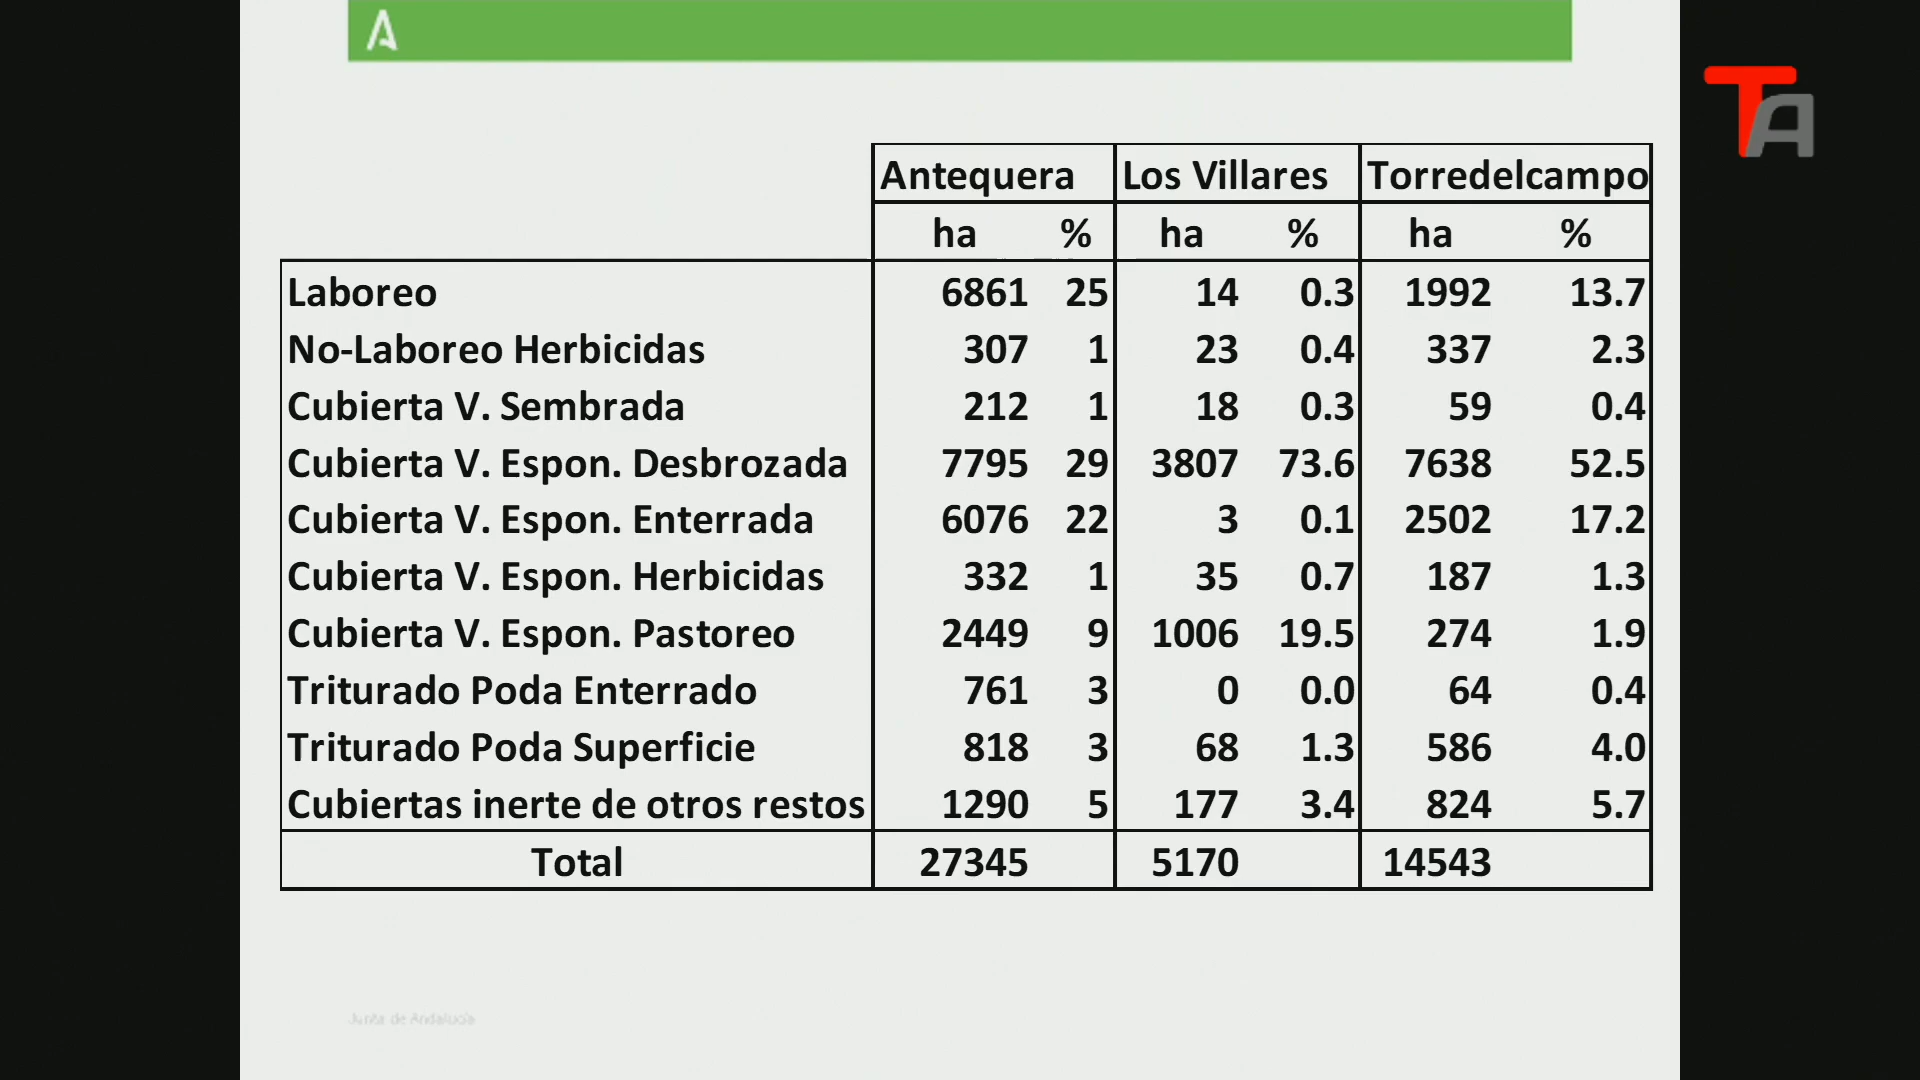 A
TA
Antequera Los Villares Torredelcampo
ha % ha % ha %
Laboreo 6861 25 14 0.3 1992 13.7
No-Laboreo Herbicidas 307 1 23 0.4 337 2.3
Cubierta V. Sembrada 212 1 18 0.3 59 0.4
Cubierta V. Espon. Desbrozada 7795 29 3807 73.6 7638 52.5
Cubierta V. Espon. Enterrada 6076 22 3 0.1 2502 17.2
Cubierta V. Espon. Herbicidas 332 1 35 0.7 187 1.3
Cubierta V. Espon. Pastoreo 2449 9 1006 19.5 274 1.9
Triturado Poda Enterrado 761 3 0 0.0 64 0.4
Triturado Poda Superficie 818 3 68 1.3 586 4.0
Cubiertas inerte de otros restos 1290 5 177 3.4 824 5.7
Total 27345 5170 14543
Junta de Andalucía